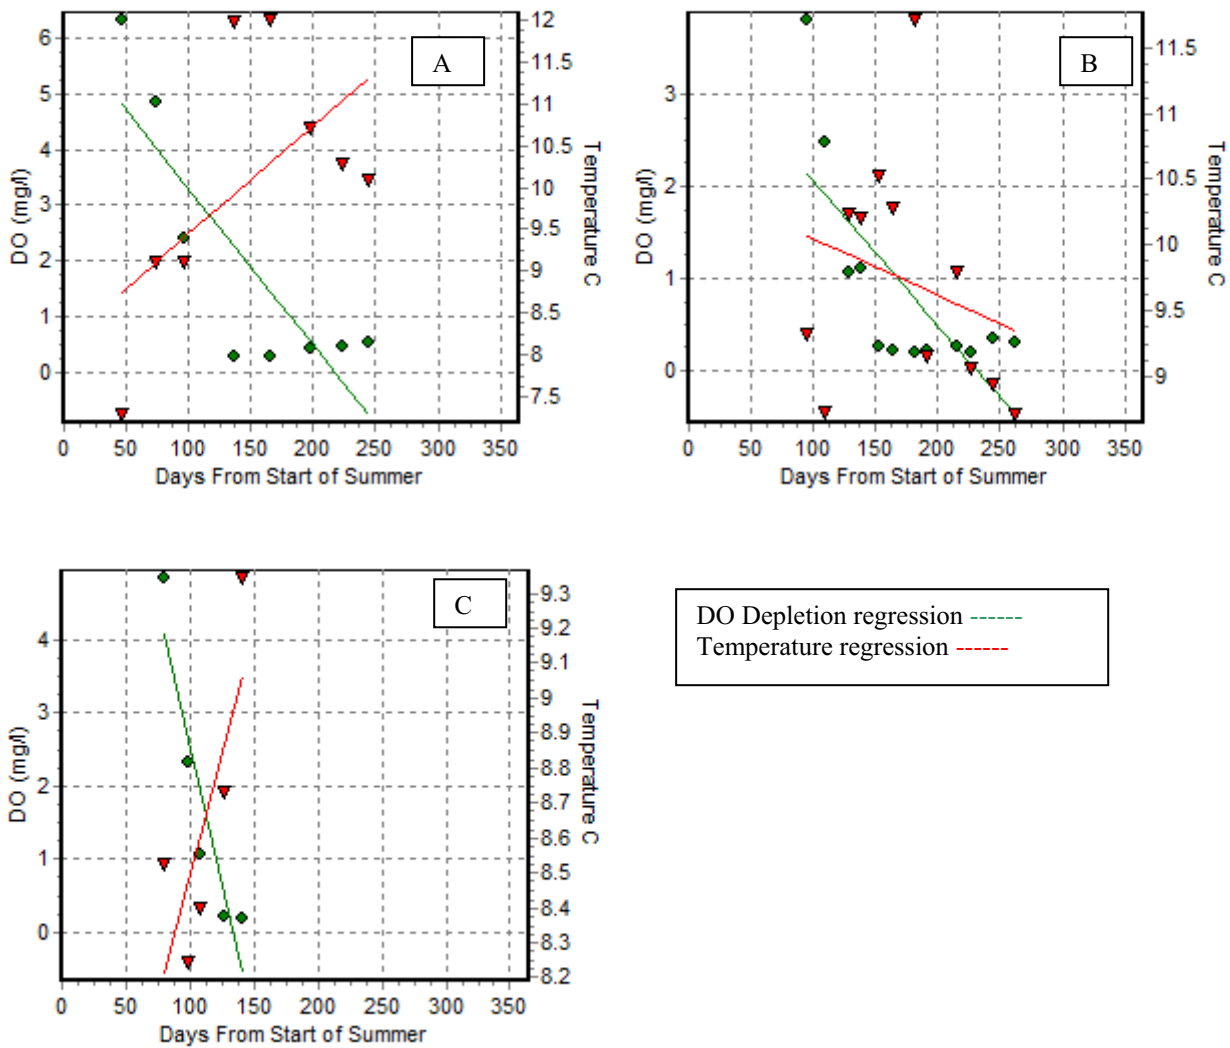 A
6
5
4
3
2
1
0
DO (mg/l)
12
11.5
11
10.5
10
9.5
9
8.5
8
7.5
Temperature C
0 50 100 150 200 250 300 350
Days From Start of Summer
B
3
2
1
0
DO (mg/l)
11.5
11
10.5
10
9.5
9
Temperature C
0 50 100 150 200 250 300 350
Days From Start of Summer
C
4
3
2
1
0
DO (mg/l)
9.3
9.2
9.1
9
8.9
8.8
8.7
8.6
8.5
8.4
8.3
8.2
Temperature C
0 50 100 150 200 250 300 350
Days From Start of Summer
DO Depletion regression ------
Temperature regression ------